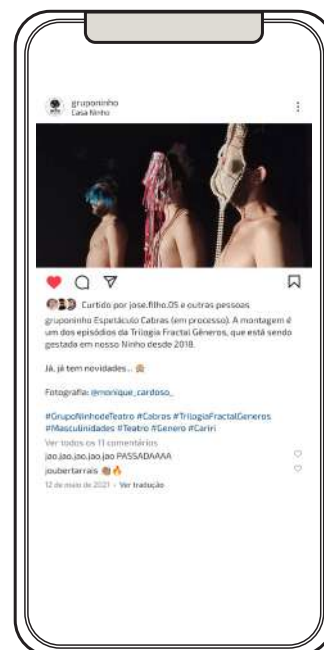 gruponinho
Casa Ninho
Curtido por jose.filho.05 e outras pessoas
gruponinho Espetáculo Cabras (em processo). A montagem é
um dos episódios da Trilogia Fractal Gêneros, que está sendo
gestada em nosso Ninho desde 2018.
Já, já tem novidades... 🙈
Fotografia: @monique_cardoso_
#GrupoNinhodeTeatro #Cabras #TrilogiaFractalGeneros
#Masculinidades #Teatro #Genero #Cariri
Ver todos os 11 comentários
jao.jao.jao.jao.jao PASSADAAAA
joubertarrais 👏🔥
12 de maio de 2021 • Ver tradução